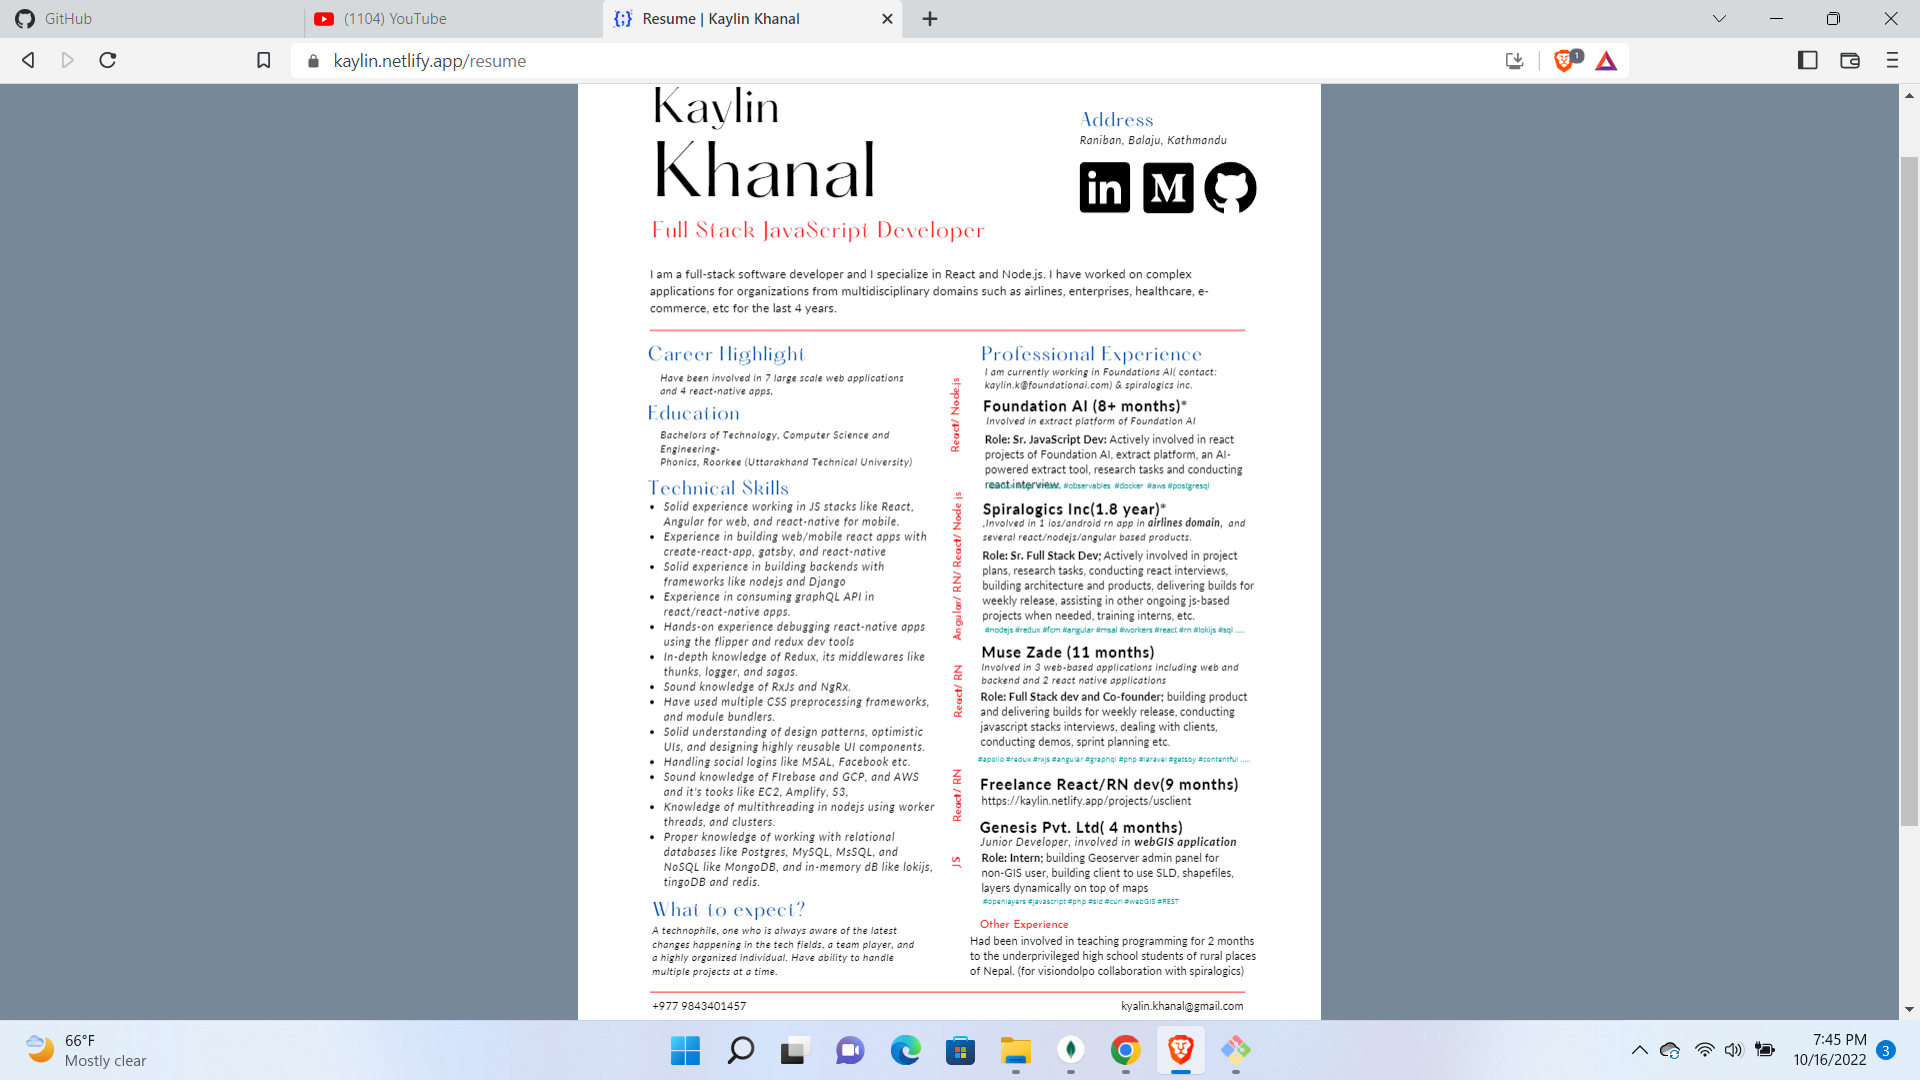 GitHub
(1104) YouTube
Resume | Kaylin Khanal
kaylin.netlify.app/resume
1
Kaylin
Khanal
Full Stack JavaScript Developer
Address
Raniban, Balaju, Kathmandu
in
M
I am a full-stack software developer and I specialize in React and Node.js. I have worked on complex
applications for organizations from multidisciplinary domains such as airlines, enterprises, healthcare, e-
commerce, etc for the last 4 years.
Career Highlight
Have been involved in 7 large scale web applications
and 4 react-native apps,
Education
Bachelors of Technology, Computer Science and
Engineering-
Phonics, Roorkee (Uttarakhand Technical University)
Technical Skills
• Solid experience working in JS stacks like React,
Angular for web, and react-native for mobile.
• Experience in building web/mobile react apps with
create-react-app, gatsby, and react-native
• Solid experience in building backends with
frameworks like nodejs and Django
• Experience in consuming graphQL API in
react/react-native apps.
• Hands-on experience debugging react-native apps
using the flipper and redux dev tools
• In-depth knowledge of Redux, its middlewares like
thunks, logger, and sagas.
• Sound knowledge of RxJs and NgRx.
• Have used multiple CSS preprocessing frameworks,
and module bundlers.
• Solid understanding of design patterns, optimistic
UIs, and designing highly reusable UI components.
• Handling social logins like MSAL, Facebook etc.
• Sound knowledge of FIrebase and GCP, and AWS
and it's tooks like EC2, Amplify, S3,
• Knowledge of multithreading in nodejs using worker
threads, and clusters.
• Proper knowledge of working with relational
databases like Postgres, MySQL, MsSQL, and
NoSQL like MongoDB, and in-memory dB like lokijs,
tingoDB and redis.
What to expect?
A technophile, one who is always aware of the latest
changes happening in the tech fields, a team player, and
a highly organized individual. Have ability to handle
multiple projects at a time.
React/ Node.js
Angular/ RN/ React/ Node js
React/ RN
React/ RN
JS
Professional Experience
I am currently working in Foundations AI( contact:
kaylin.k@foundationai.com) & spiralogics inc.
Foundation AI (8+ months)*
Involved in extract platform of Foundation AI
Role: Sr. JavaScript Dev: Actively involved in react
projects of Foundation AI, extract platform, an AI-
powered extract tool, research tasks and conducting
react interview.
#observables #docker #aws #postgresql
Spiralogics Inc(1.8 year)*
,Involved in 1 ios/android rn app in airlines domain, and
several react/nodejs/angular based products.
Role: Sr. Full Stack Dev; Actively involved in project
plans, research tasks, conducting react interviews,
building architecture and products, delivering builds for
weekly release, assisting in other ongoing js-based
projects when needed, training interns, etc.
#nodejs #redux #fcm #angular #msal #workers #react #rn #lokijs #sql .....
Muse Zade (11 months)
Involved in 3 web-based applications including web and
backend and 2 react native applications
Role: Full Stack dev and Co-founder; building product
and delivering builds for weekly release, conducting
javascript stacks interviews, dealing with clients,
conducting demos, sprint planning etc.
#apollo #redux #rxjs #angular #graphql #php #laravel #gatsby #contentful .....
Freelance React/RN dev(9 months)
https://kaylin.netlify.app/projects/usclient
Genesis Pvt. Ltd( 4 months)
Junior Developer, involved in webGIS application
Role: Intern; building Geoserver admin panel for
non-GIS user, building client to use SLD, shapefiles,
layers dynamically on top of maps
#openlayers #javascript #php #sld #curl #webGIS #REST
Other Experience
Had been involved in teaching programming for 2 months
to the underprivileged high school students of rural places
of Nepal. (for visiondolpo collaboration with spiralogics)
+977 9843401457
kyalin.khanal@gmail.com
66°F
Mostly clear
7:45 PM
10/16/2022
3